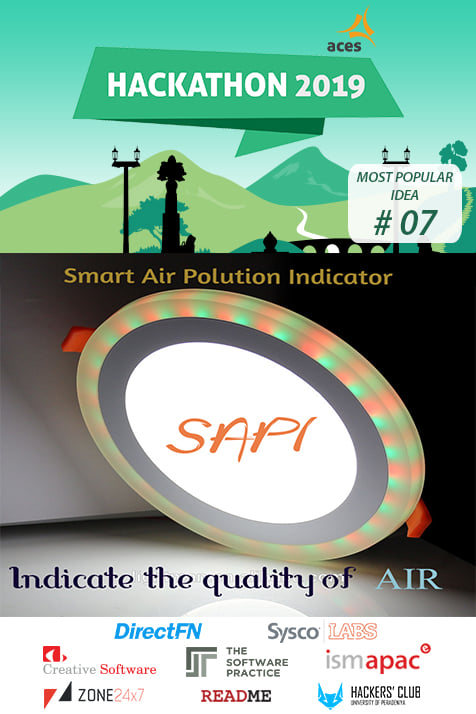 aces
HACKATHON 2019
MOST POPULAR
IDEA
# 07
Smart Air Polution Indicator
SAPI
Indicate the quality of AIR
DirectFN
Sysco LABS
Creative Software
THE
SOFTWARE
PRACTICE
ismapac e
ZONE24x7
README
HACKERS' CLUB
UNIVERSITY OF PERADENIYA